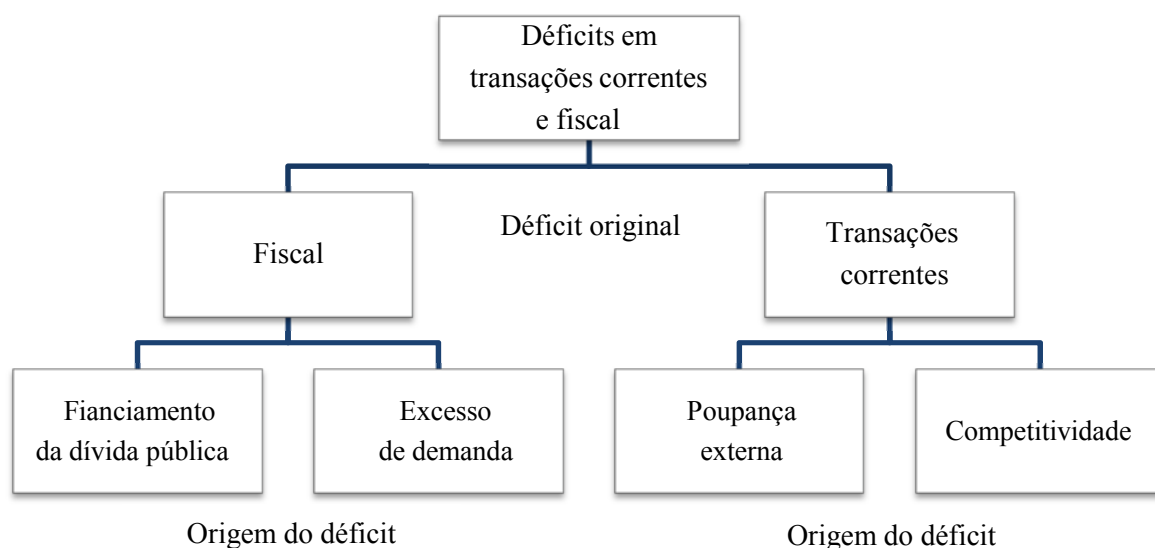 Déficits em
transações correntes
e fiscal
Fiscal
Déficit original
Transações
correntes
Fianciamento
da dívida pública
Excesso
de demanda
Poupança
externa
Competitividade
Origem do déficit
Origem do déficit